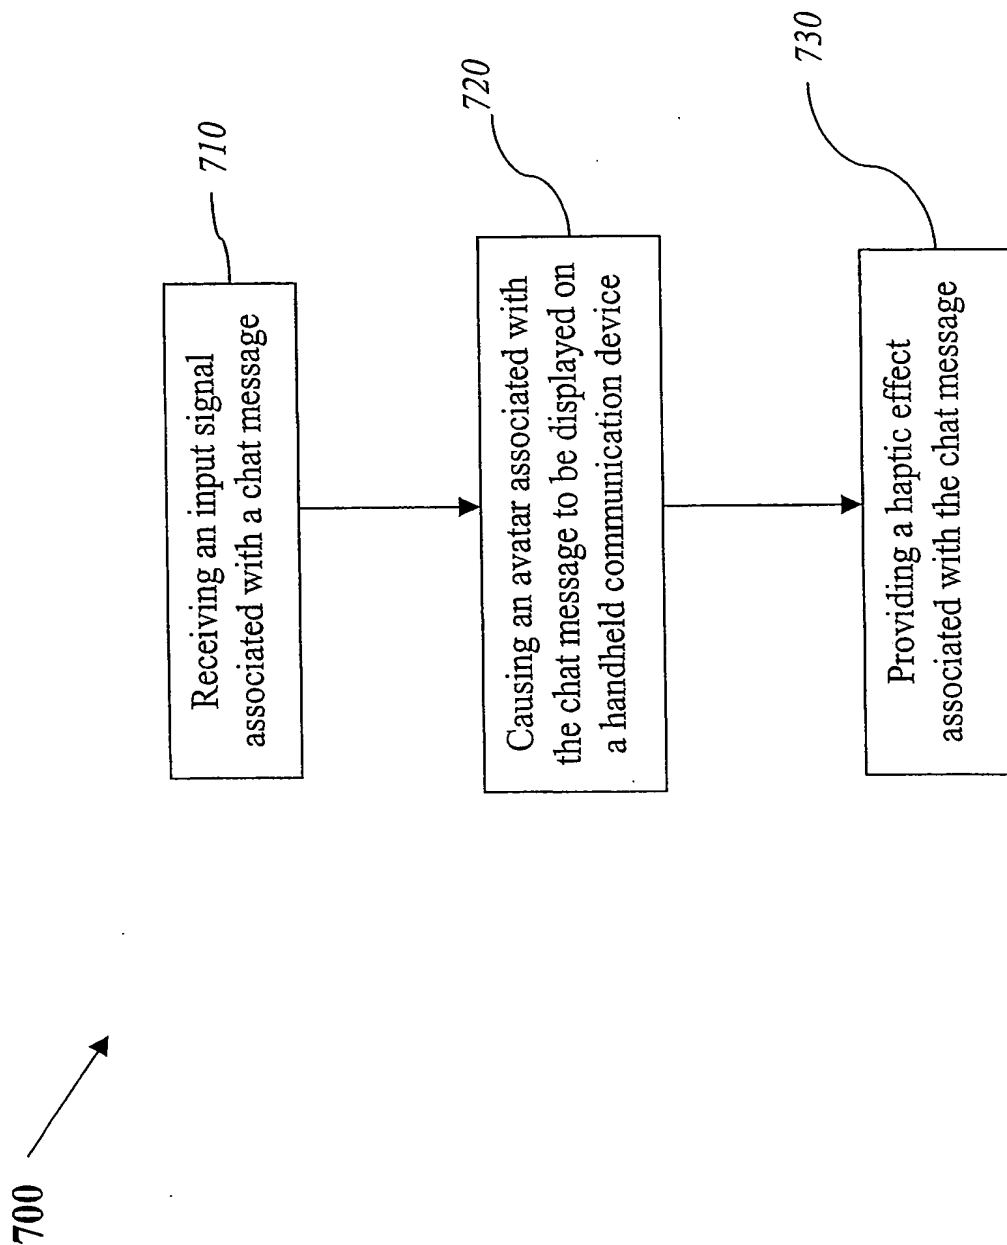 700
Receiving an input signal
associated with a chat message
710
Causing an avatar associated with
the chat message to be displayed on
a handheld communication device
720
Providing a haptic effect
associated with the chat message
730